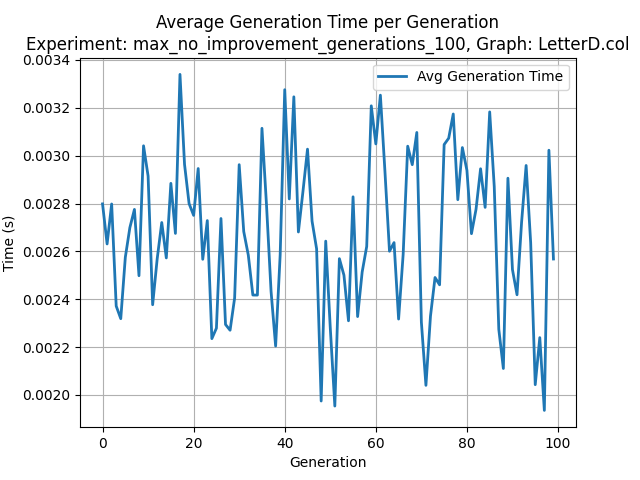 Average Generation Time per Generation
Experiment: max_no_improvement_generations_100, Graph: LetterD.col
Avg Generation Time
Time (s)
0.0034
0.0032
0.0030
0.0028
0.0026
0.0024
0.0022
0.0020
0 20 40 60 80 100
Generation